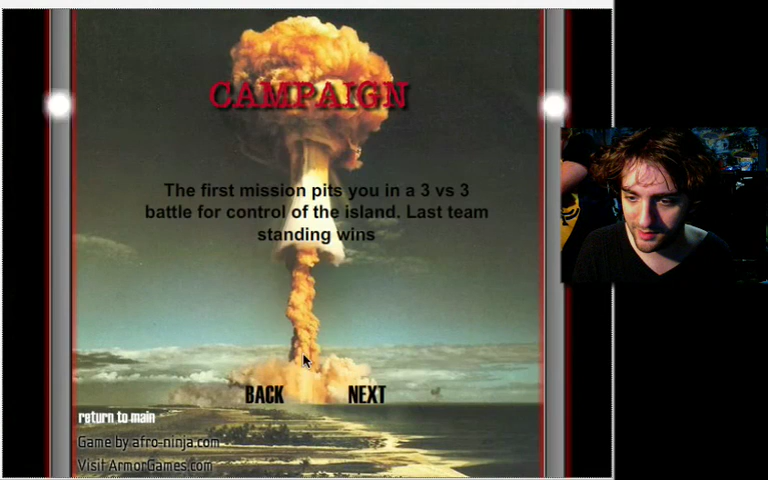 CAMPAIGN
The first mission pits you in a 3 vs 3
battle for control of the island. Last team
standing wins
BACK NEXT
return to main
Game by afro-ninja.com
Visit ArmorGames.com